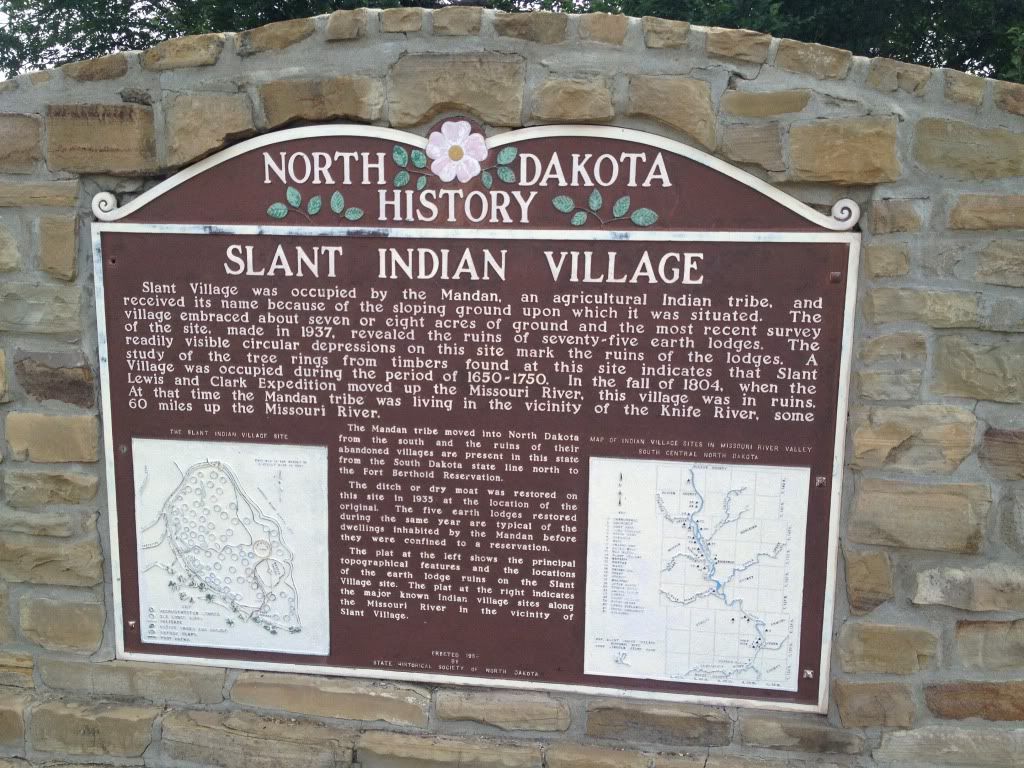 NORTH DAKOTA
HISTORY
SLANT INDIAN VILLAGE
Slant Village was occupied by the Mandan, an agricultural Indian tribe, and
received its name because of the sloping ground upon which it was situated. The
village embraced about seven or eight acres of ground and the most recent survey
of the site, made in 1937, revealed the ruins of seventy-five earth lodges. The
readily visible circular depressions on this site mark the ruins of the lodges. A
study of the tree rings from timbers found at this site indicates that Slant
Village was occupied during the period of 1650-1750. In the fall of 1804, when the
Lewis and Clark Expedition moved up the Missouri River, this village was in ruins.
At that time the Mandan tribe was living in the vicinity of the Knife River, some
60 miles up the Missouri River.
THE SLANT INDIAN VILLAGE SITE
The Mandan tribe moved into North Dakota
from the south and the ruins of their
abandoned villages are present in this state
from the South Dakota state line north to
the Fort Berthold Reservation.
The ditch or dry moat was restored on
this site in 1935 at the location of the
original. The five earth lodges restored
during the same year are typical of the
dwellings inhabited by the Mandan before
they were confined to a reservation.
The plat at the left shows the principal
topographical features and the locations
of the earth lodge ruins on the Slant
Village site. The plat at the right indicates
the major known Indian village sites along
the Missouri River in the vicinity of
Slant Village.
MAP OF INDIAN VILLAGE SITES IN MISSOURI RIVER VALLEY
SOUTH CENTRAL NORTH DAKOTA
ERECTED
BY
STATE HISTORICAL SOCIETY OF NORTH DAKOTA